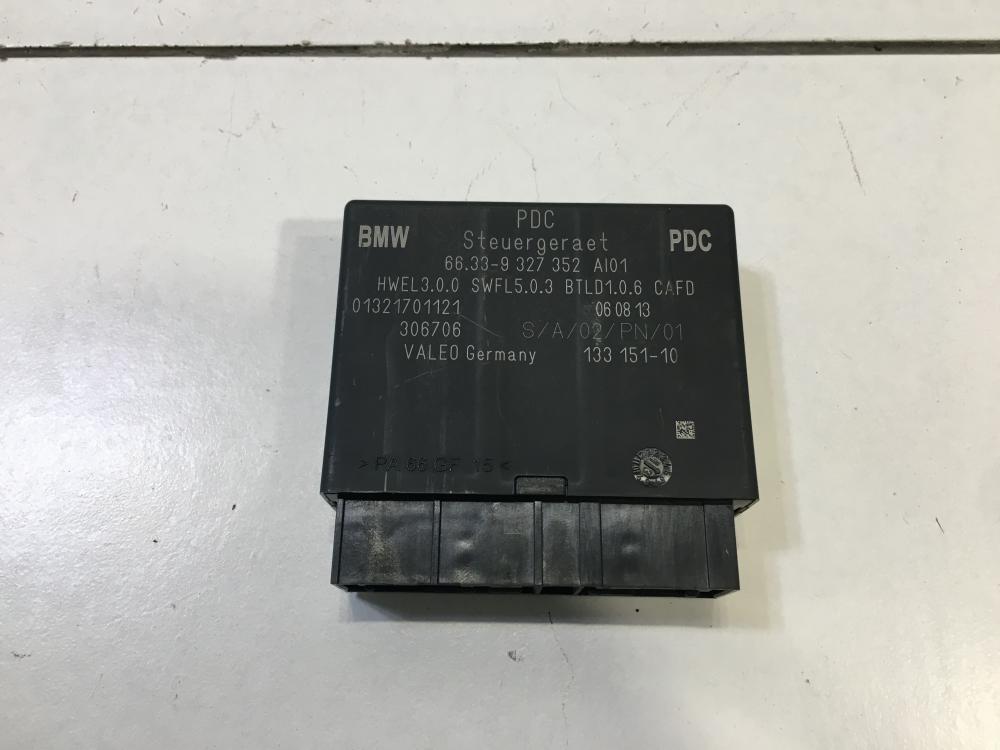 PDC
BMW Steuergeraet PDC
66.33-9 327 352 AI01
HWEL3.0.0 SWFL5.0.3 BTLD1.0.6 CAFD
01321701121 06 08 13
306706 S/A/02/PN/01
VALEO Germany 133 151-10
> PA 66 GF 15 <